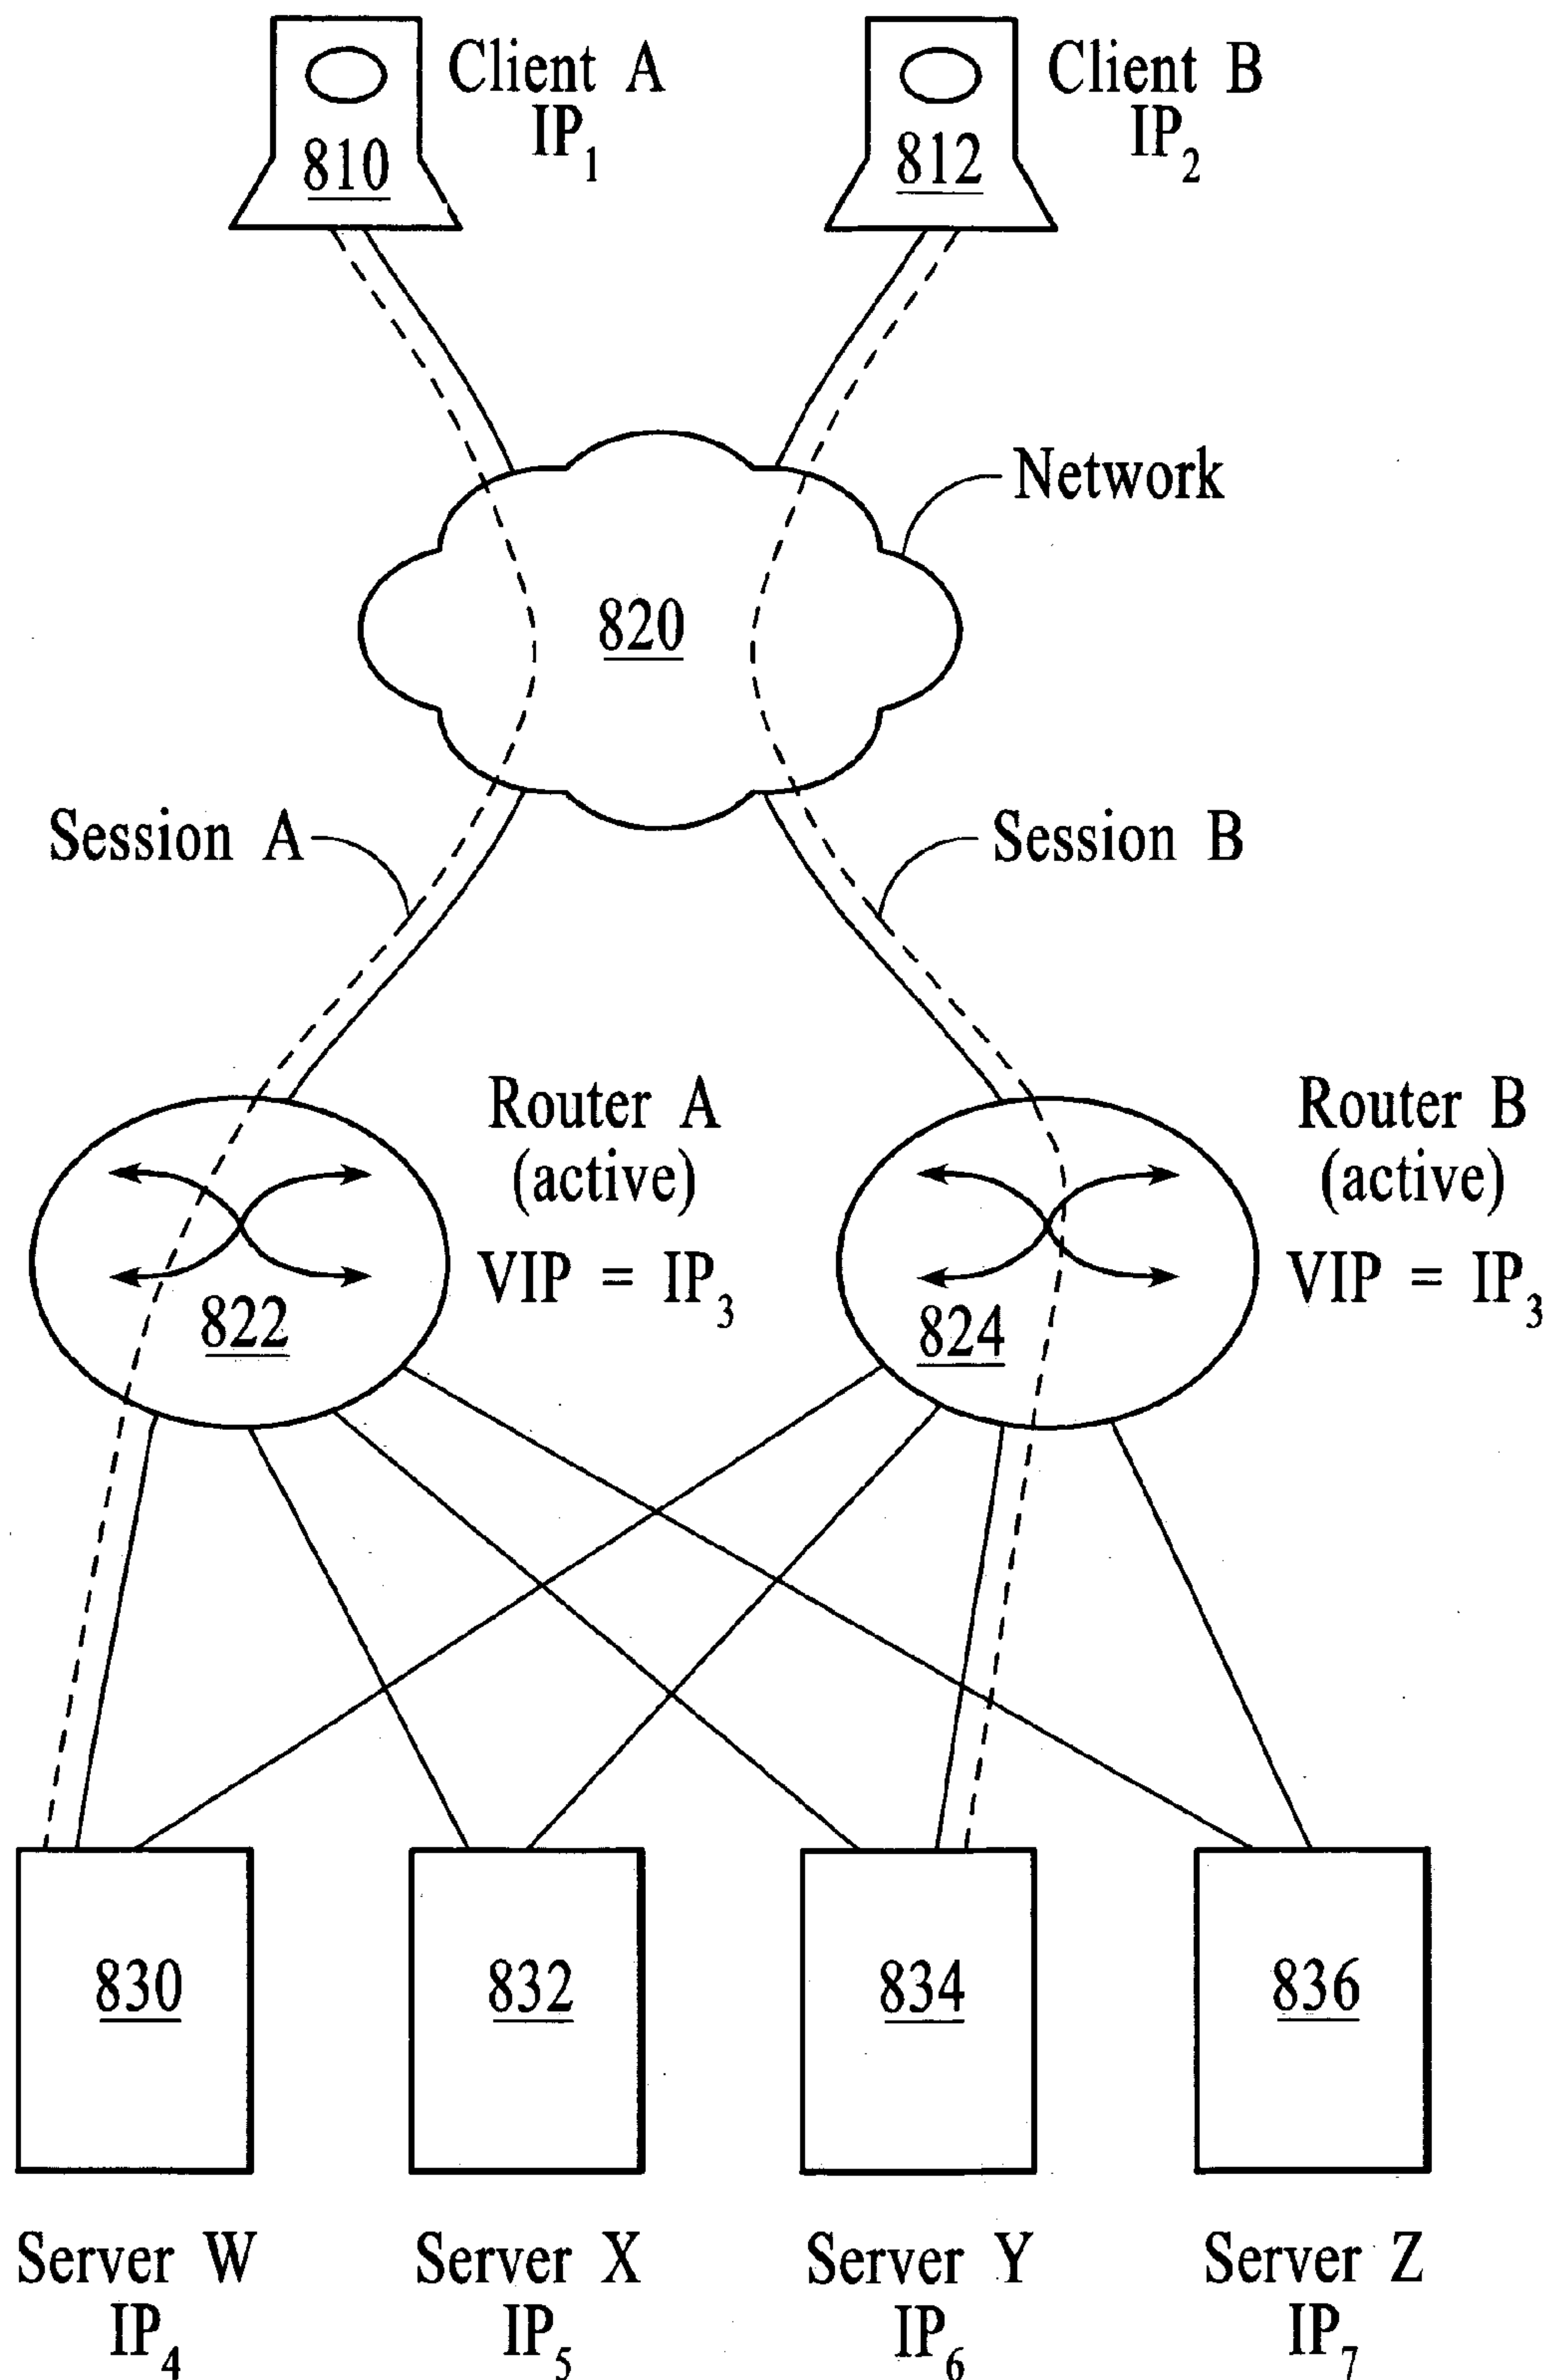 Client A
IP1
810
Client B
IP2
812
Network
820
Session A
Session B
Router A
(active)
VIP = IP3
822
Router B
(active)
VIP = IP3
824
830
832
834
836
Server W
IP4
Server X
IP5
Server Y
IP6
Server Z
IP7